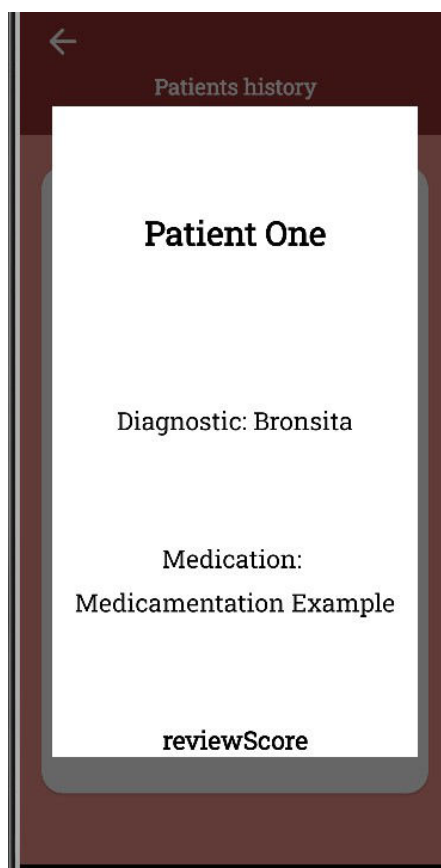 Patients history
Patient One
Diagnostic: Bronsita
Medication:
Medicamentation Example
reviewScore